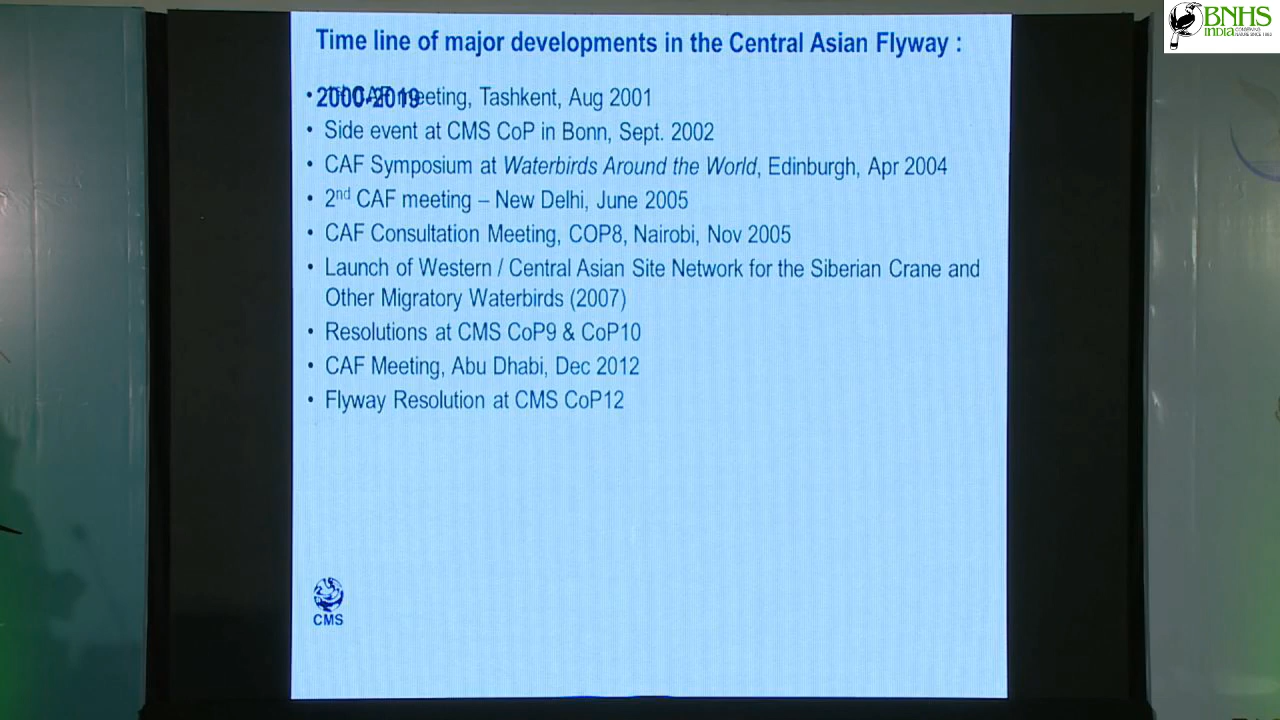 Time line of major developments in the Central Asian Flyway :
2000-2019
• meeting, Tashkent, Aug 2001
• Side event at CMS CoP in Bonn, Sept. 2002
• CAF Symposium at Waterbirds Around the World, Edinburgh, Apr 2004
• 2nd CAF meeting – New Delhi, June 2005
• CAF Consultation Meeting, COP8, Nairobi, Nov 2005
• Launch of Western / Central Asian Site Network for the Siberian Crane and
Other Migratory Waterbirds (2007)
• Resolutions at CMS CoP9 & CoP10
• CAF Meeting, Abu Dhabi, Dec 2012
• Flyway Resolution at CMS CoP12
CMS
BNHS
india